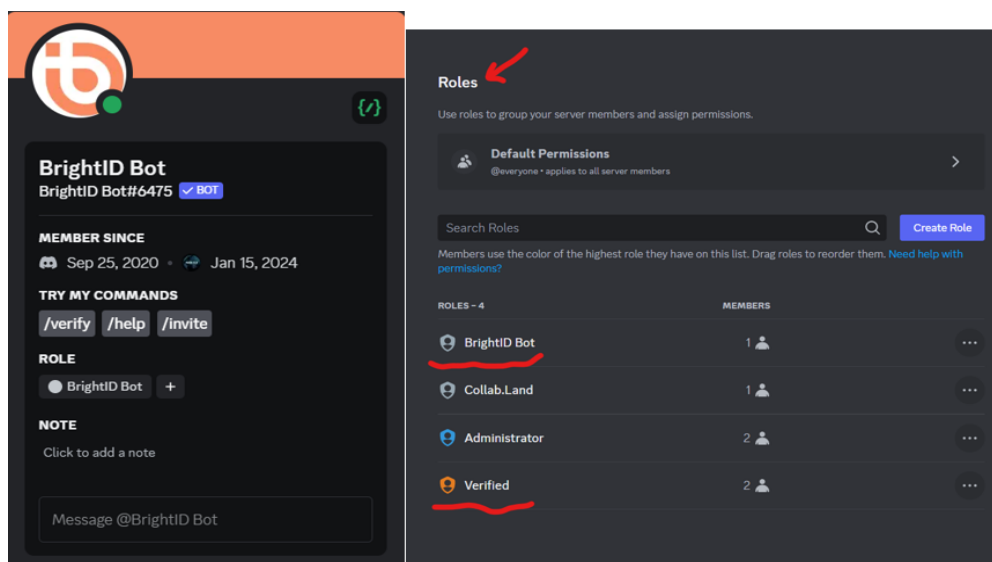 BrightID Bot
BrightID Bot#6475 BOT
MEMBER SINCE
Sep 25, 2020 • Jan 15, 2024
TRY MY COMMANDS
/verify /help /invite
ROLE
BrightID Bot +
NOTE
Click to add a note
Message @BrightID Bot
Roles
Use roles to group your server members and assign permissions.
Default Permissions
@everyone • applies to all server members
Search Roles
Create Role
Members use the color of the highest role they have on this list. Drag roles to reorder them. Need help with
permissions?
ROLES – 4 MEMBERS
BrightID Bot 1
Collab.Land 1
Administrator 2
Verified 2